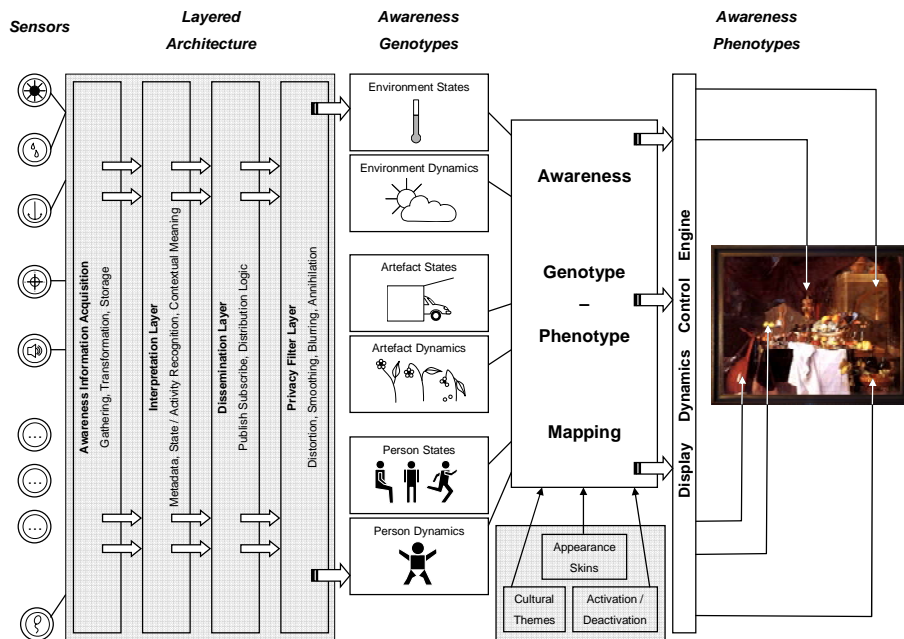 Sensors
Layered
Architecture
Awareness
Genotypes
Awareness
Phenotypes
Awareness Information Acquisition
Gathering, Transformation, Storage
Interpretation Layer
Metadata, State / Activity Recognition, Contextual Meaning
Dissemination Layer
Publish Subscribe, Distribution Logic
Privacy Filter Layer
Distortion, Smoothing, Blurring, Annihilation
Environment States
Environment Dynamics
Artefact States
Artefact Dynamics
Person States
Person Dynamics
Awareness
Genotype
–
Phenotype
Mapping
Appearance
Skins
Cultural
Themes
Activation /
Deactivation
Display Dynamics Control Engine
...
...
...